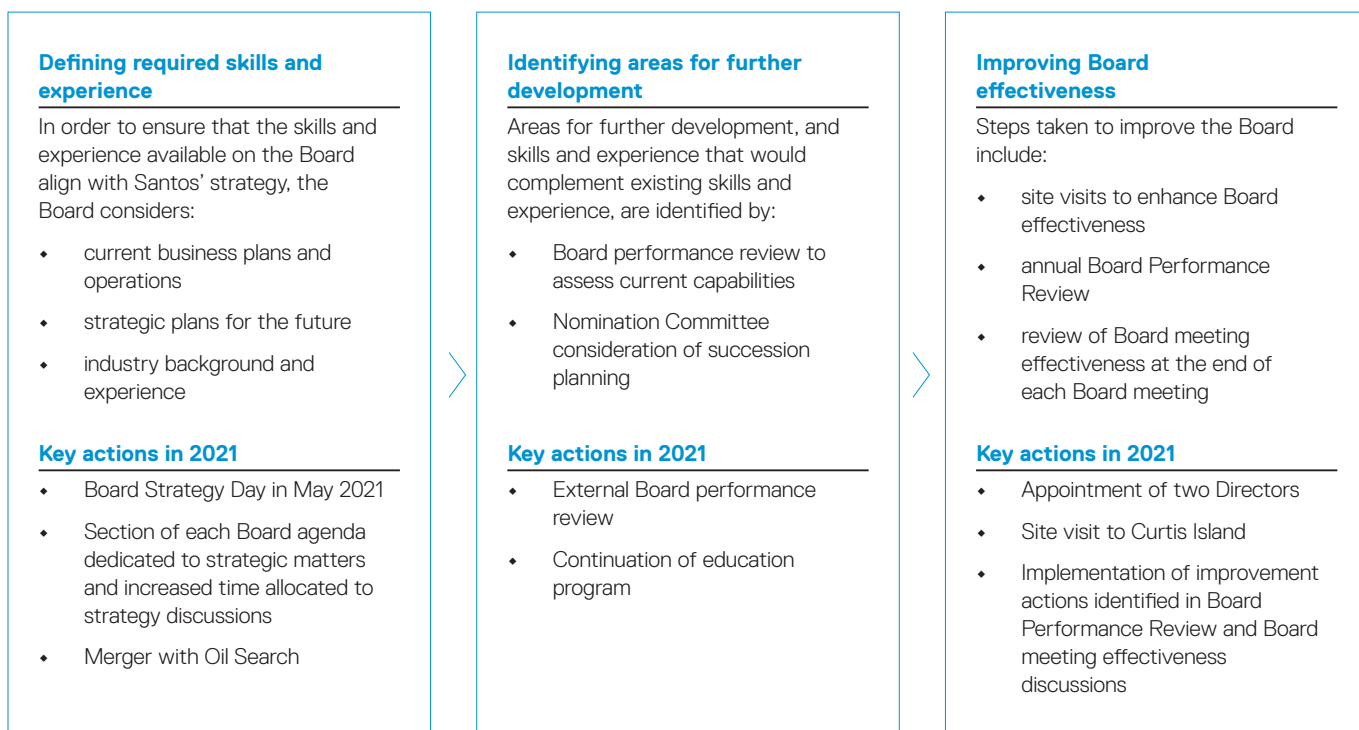 Defining required skills and
experience
In order to ensure that the skills and
experience available on the Board
align with Santos’ strategy, the
Board considers:
◆ current business plans and
operations
◆ strategic plans for the future
◆ industry background and
experience
Key actions in 2021
◆ Board Strategy Day in May 2021
◆ Section of each Board agenda
dedicated to strategic matters
and increased time allocated to
strategy discussions
◆ Merger with Oil Search
Identifying areas for further
development
Areas for further development, and
skills and experience that would
complement existing skills and
experience, are identified by:
◆ Board performance review to
assess current capabilities
◆ Nomination Committee
consideration of succession
planning
Key actions in 2021
◆ External Board performance
review
◆ Continuation of education
program
Improving Board
effectiveness
Steps taken to improve the Board
include:
◆ site visits to enhance Board
effectiveness
◆ annual Board Performance
Review
◆ review of Board meeting
effectiveness at the end of
each Board meeting
Key actions in 2021
◆ Appointment of two Directors
◆ Site visit to Curtis Island
◆ Implementation of improvement
actions identified in Board
Performance Review and Board
meeting effectiveness
discussions